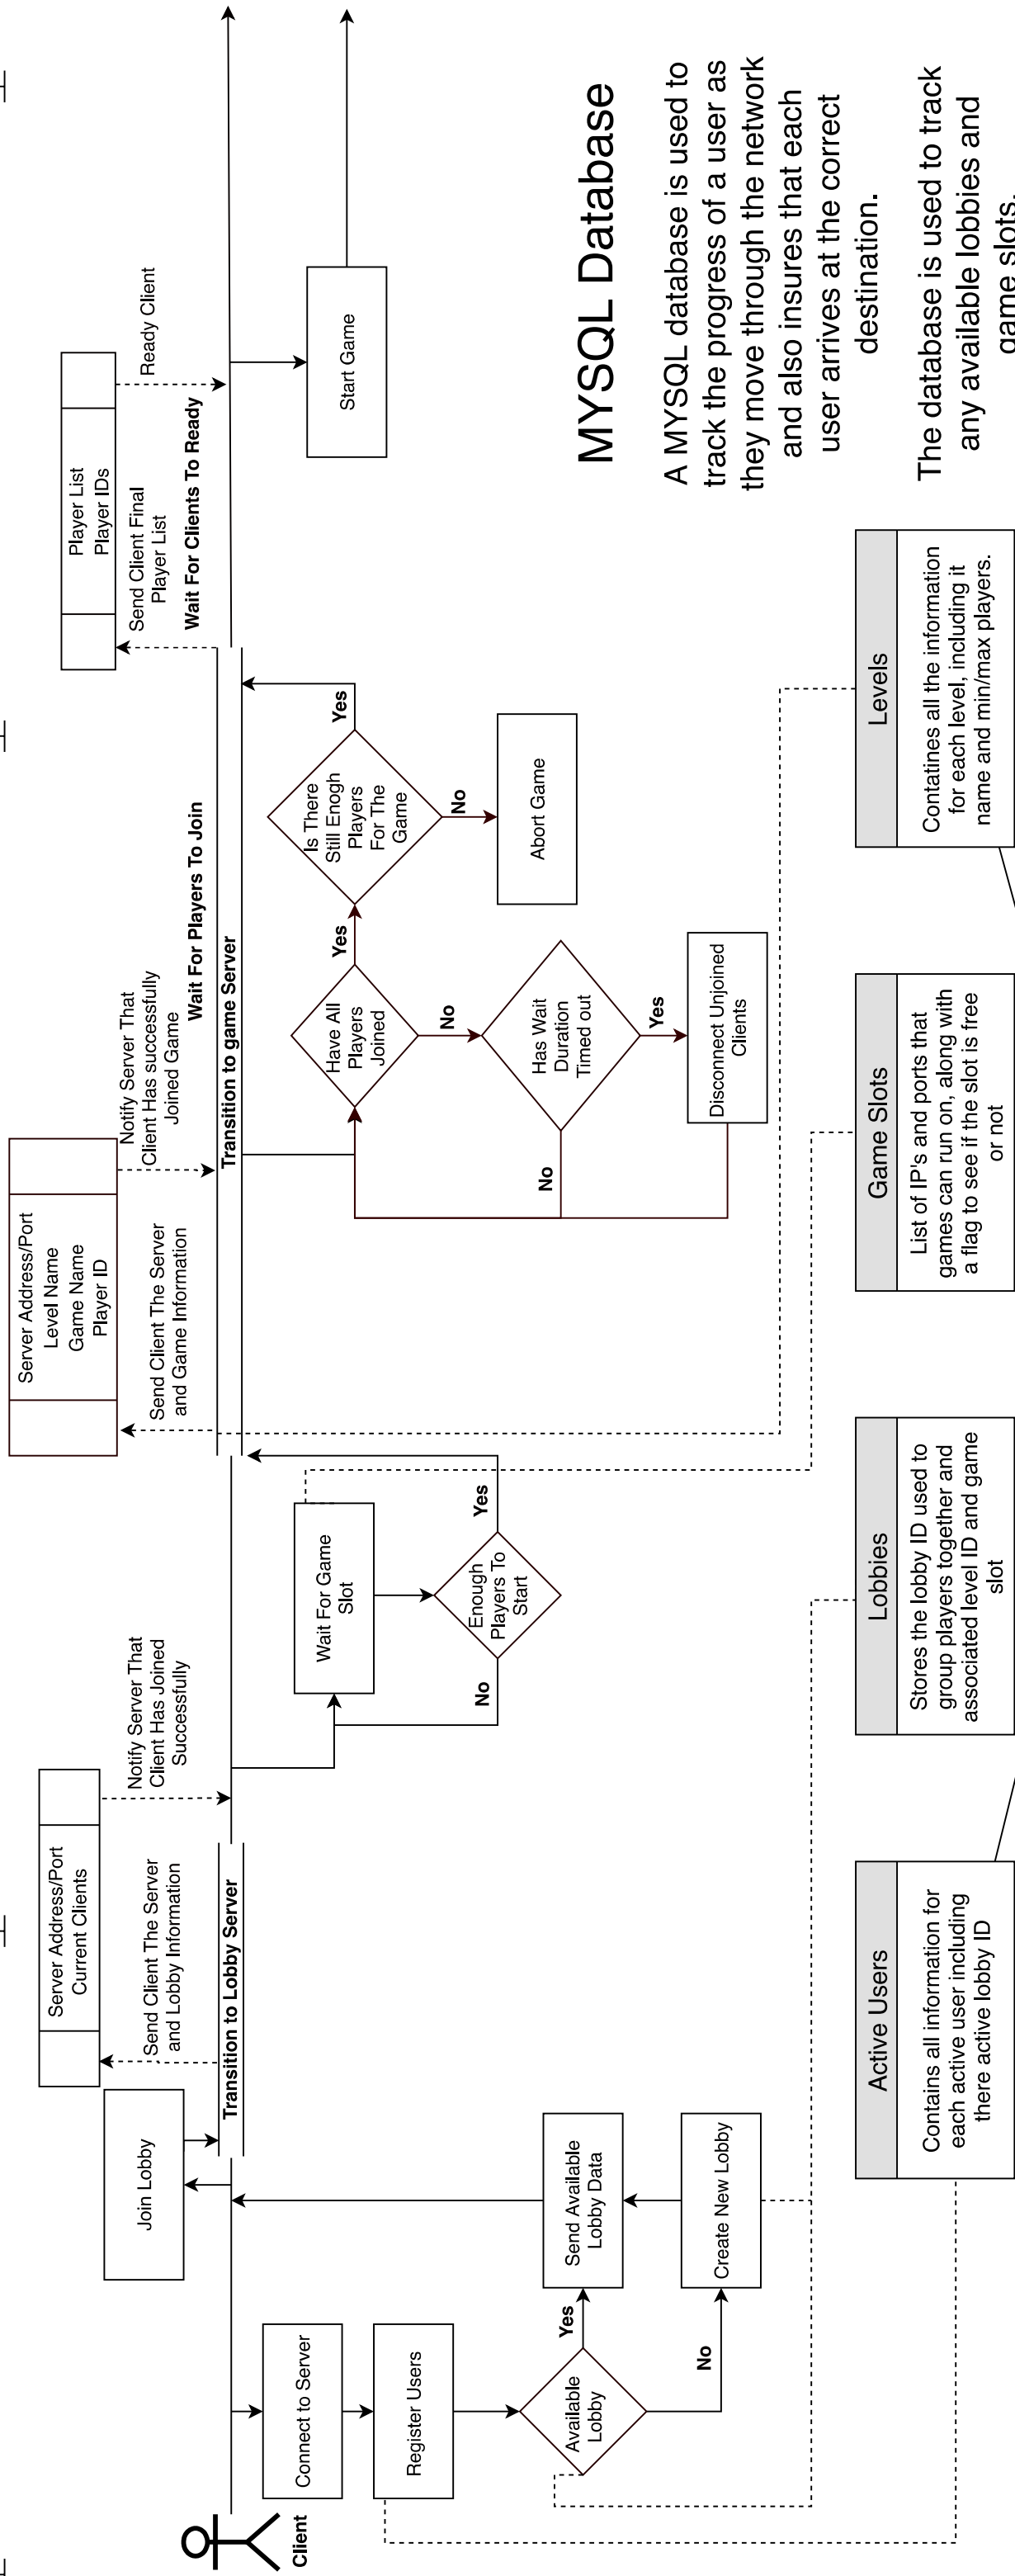 Client
Connect to Server
Register Users
Available
Lobby
Yes
No
Send Available
Lobby Data
Create New Lobby
Join Lobby
Transition to Lobby Server
Server Address/Port
Current Clients
Send Client The Server
and Lobby Information
Notify Server That
Client Has Joined
Successfully
Wait For Game
Slot
Enough
Players To
Start
No
Yes
Server Address/Port
Level Name
Game Name
Player ID
Send Client The Server
and Game Information
Notify Server That
Client Has successfully
Joined Game
Wait For Players To Join
Transition to game Server
Have All
Players
Joined
Yes
No
Has Wait
Duration
Timed out
No
Yes
Disconnect Unjoined
Clients
Is There
Still Enogh
Players
For The
Game
Yes
No
Abort Game
Player List
Player IDs
Send Client Final
Player List
Wait For Clients To Ready
Ready Client
Start Game
MYSQL Database
A MYSQL database is used to
track the progress of a user as
they move through the network
and also insures that each
user arrives at the correct
destination.
The database is used to track
any available lobbies and
game slots.
Active Users
Contains all information for
each active user including
there active lobby ID
Lobbies
Stores the lobby ID used to
group players together and
associated level ID and game
slot
Game Slots
List of IP's and ports that
games can run on, along with
a flag to see if the slot is free
or not
Levels
Contatines all the information
for each level, including it
name and min/max players.